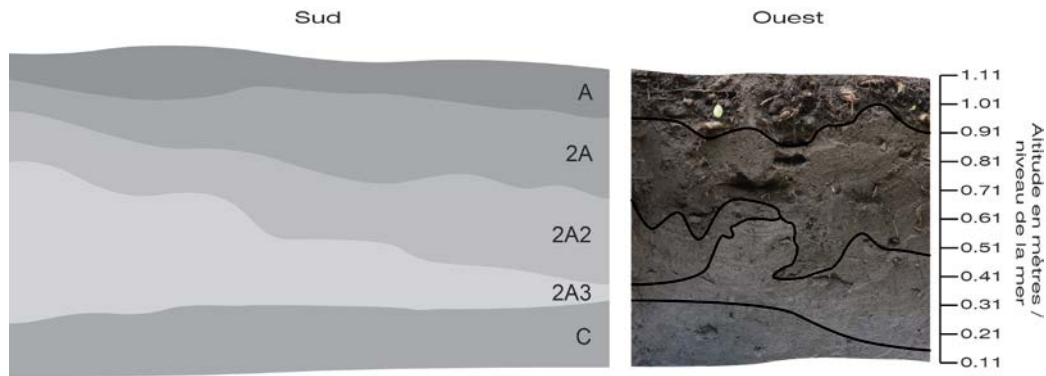 Sud
Ouest
A
2A
2A2
2A3
C
1.11
1.01
0.91
0.81
0.71
0.61
0.51
0.41
0.31
0.21
0.11
Altitude en mètres /
niveau de la mer